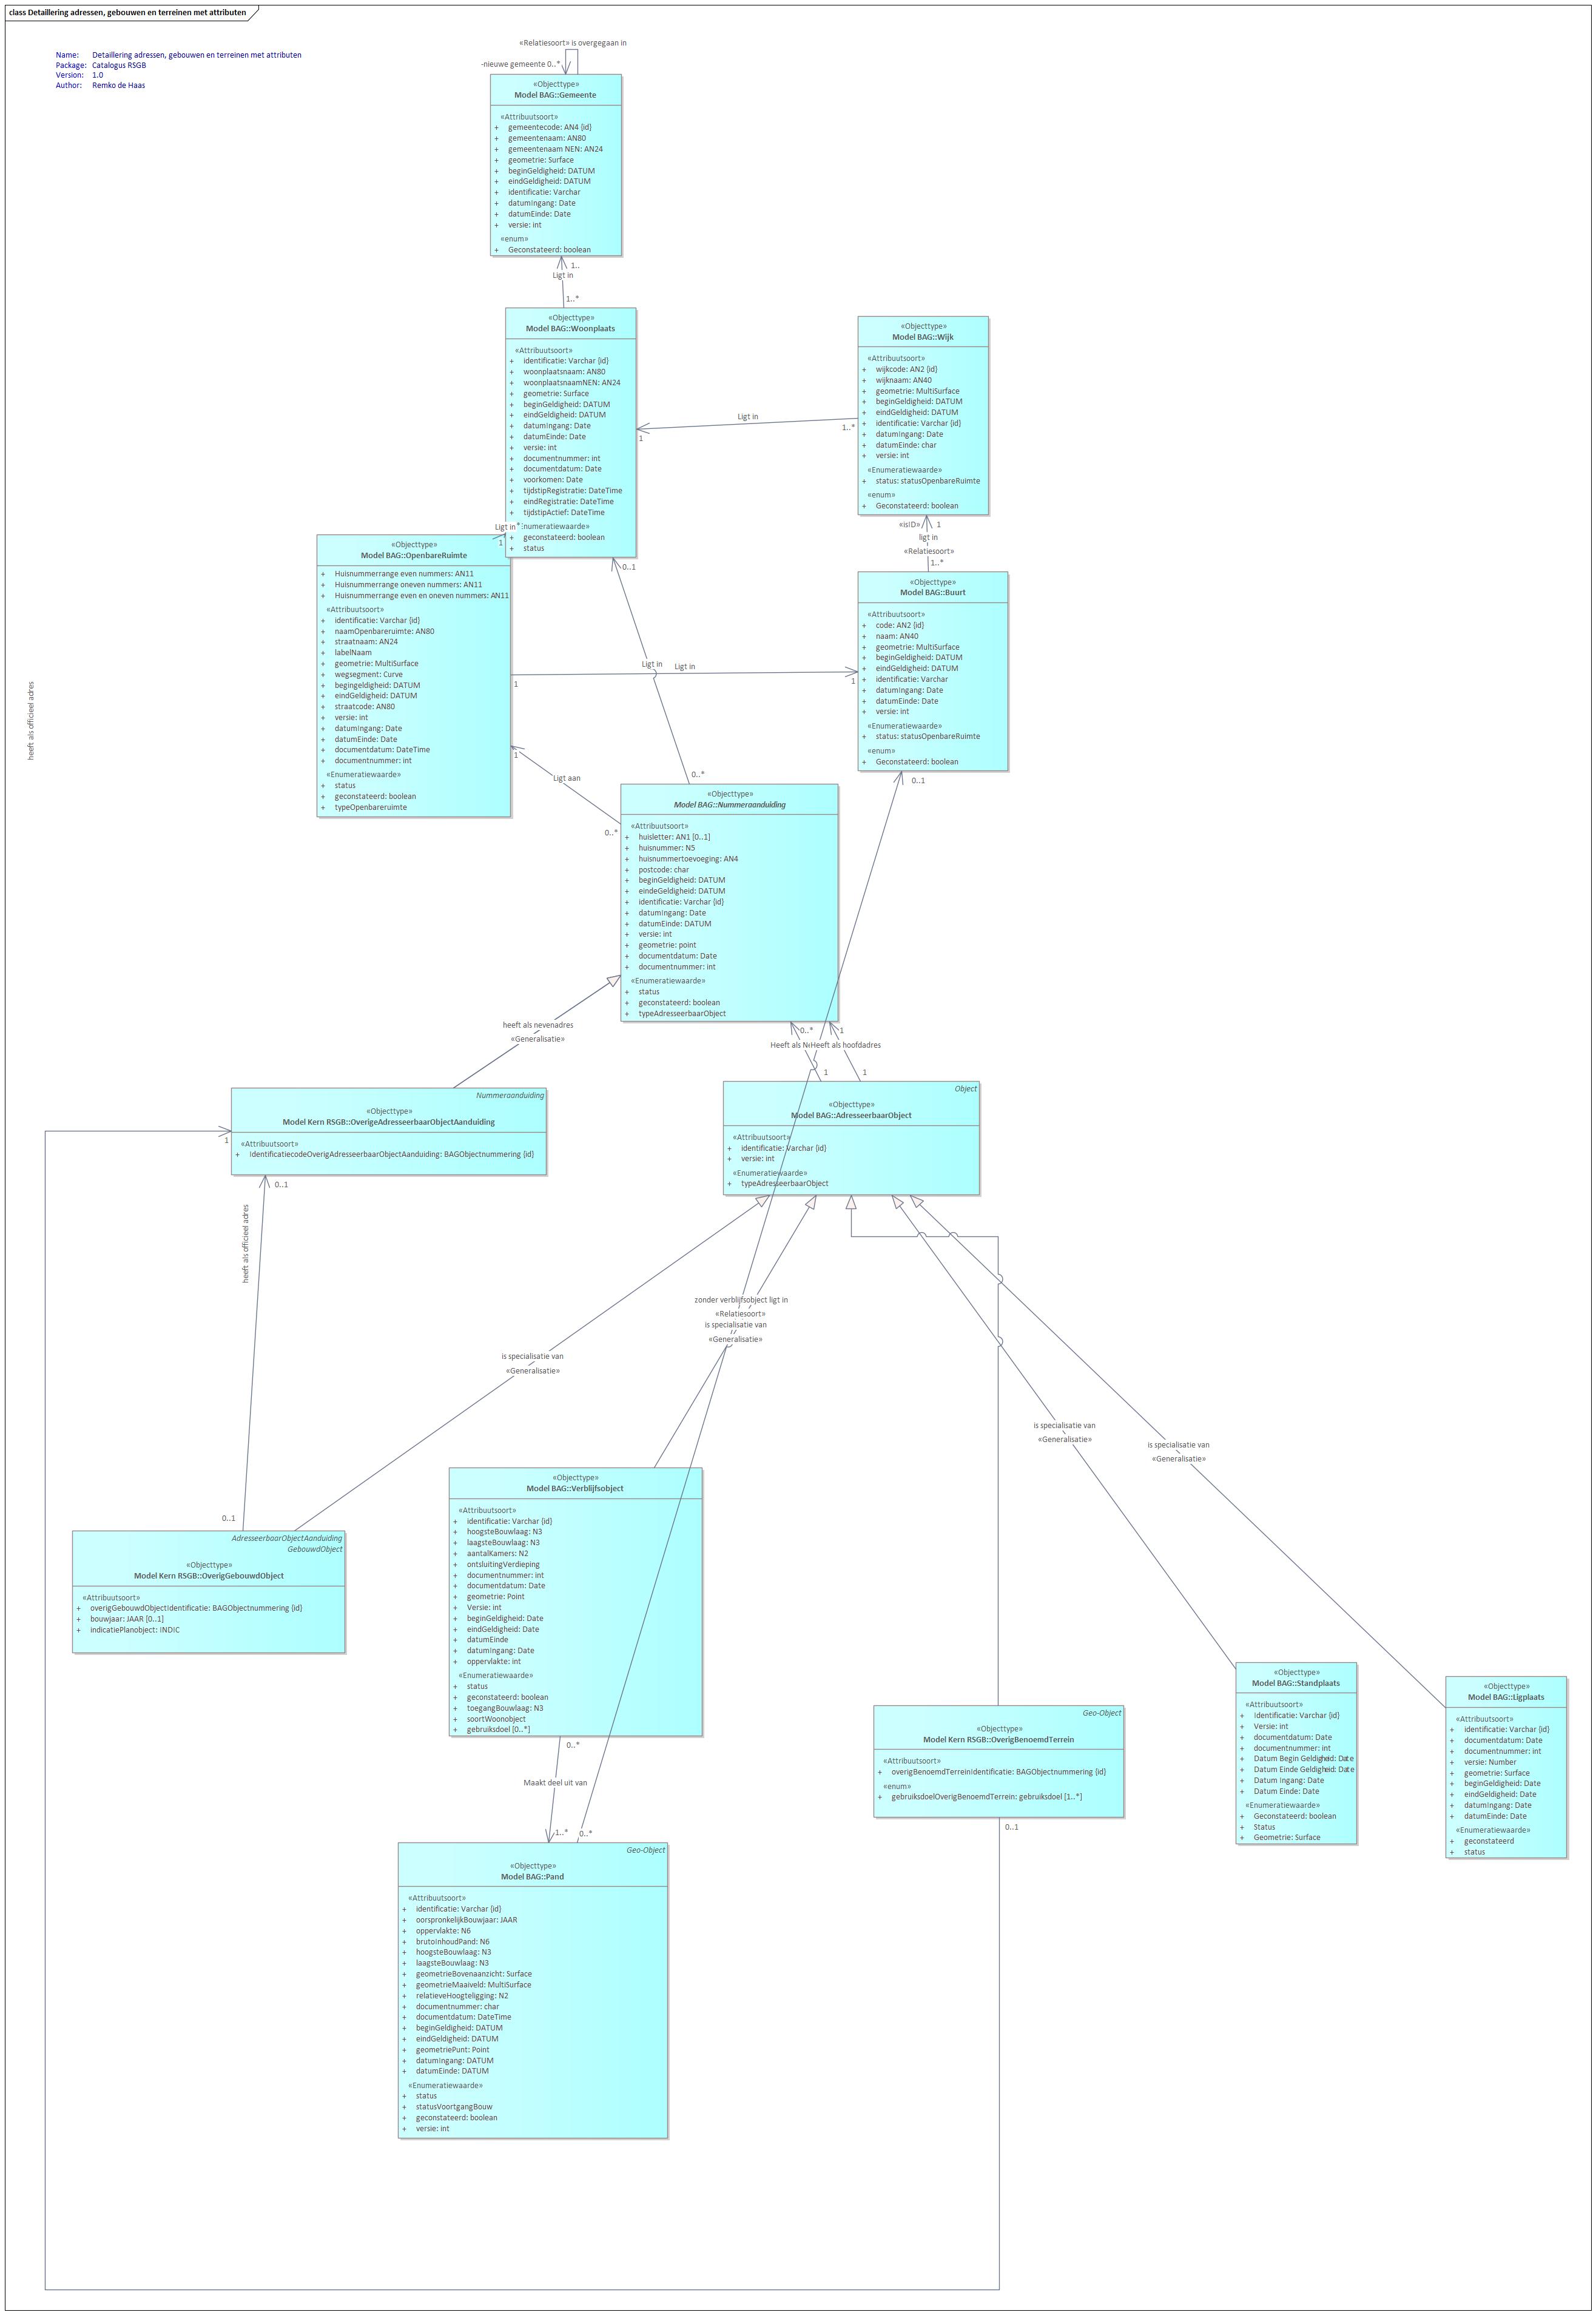 class Detaillering adressen, gebouwen en terreinen met attributen
Name: Detaillering adressen, gebouwen en terreinen met attributen
Package: Catalogus RSGB
Version: 1.0
Author: Remko de Haas
«Relatiesoort» is overgegaan in
-nieuwe gemeente 0..*
«Objecttype»
Model BAG::Gemeente
«Attribuutsoort»
+ gemeentecode: AN4 {id}
+ gemeentenaam: AN80
+ gemeentenaam NEN: AN24
+ geometrie: Surface
+ beginGeldigheid: DATUM
+ eindGeldigheid: DATUM
+ identificatie: Varchar
+ datumIngang: Date
+ datumEinde: Date
+ versie: int
«enum»
+ Geconstateerd: boolean
1..
Ligt in
1..*
«Objecttype»
Model BAG::Woonplaats
«Attribuutsoort»
+ identificatie: Varchar {id}
+ woonplaatsnaam: AN80
+ woonplaatsnaamNEN: AN24
+ geometrie: Surface
+ beginGeldigheid: DATUM
+ eindGeldigheid: DATUM
+ datumIngang: Date
+ datumEinde: Date
+ versie: int
+ documentnummer: int
+ documentdatum: Date
+ voorkomen: Date
+ tijdstipRegistratie: DateTime
+ eindRegistratie: DateTime
+ tijdstipActief: DateTime
Enumeratiewaarde»
+ geconstateerd: boolean
+ status
«Objecttype»
Model BAG::Wijk
«Attribuutsoort»
+ wijkcode: AN2 {id}
+ wijknaam: AN40
+ geometrie: MultiSurface
+ beginGeldigheid: DATUM
+ eindGeldigheid: DATUM
+ identificatie: Varchar {id}
+ datumIngang: Date
+ datumEinde: char
+ versie: int
«Enumeratiewaarde»
+ status: statusOpenbareRuimte
«enum»
+ Geconstateerd: boolean
Ligt in
1
1..*
«isID»
1
ligt in
«Relatiesoort»
1..*
Ligt in
1
«Objecttype»
Model BAG::OpenbareRuimte
+ Huisnummerrange even nummers: AN11
+ Huisnummerrange oneven nummers: AN11
+ Huisnummerrange even en oneven nummers: AN11
«Attribuutsoort»
+ identificatie: Varchar {id}
+ naamOpenbareruimte: AN80
+ straatnaam: AN24
+ labelNaam
+ geometrie: MultiSurface
+ wegsegment: Curve
+ begingeldigheid: DATUM
+ eindGeldigheid: DATUM
+ straatcode: AN80
+ versie: int
+ datumIngang: Date
+ datumEinde: Date
+ documentdatum: DateTime
+ documentnummer: int
«Enumeratiewaarde»
+ status
+ geconstateerd: boolean
+ typeOpenbareruimte
«Objecttype»
Model BAG::Buurt
«Attribuutsoort»
+ code: AN2 {id}
+ naam: AN40
+ geometrie: MultiSurface
+ beginGeldigheid: DATUM
+ eindGeldigheid: DATUM
+ identificatie: Varchar
+ datumIngang: Date
+ datumEinde: Date
+ versie: int
«Enumeratiewaarde»
+ status: statusOpenbareRuimte
«enum»
+ Geconstateerd: boolean
0..1
Ligt in
0..*
Ligt in
1
1
1
Ligt aan
0..*
0..1
heeft als officieel adres
«Objecttype»
Model BAG::Nummeraanduiding
«Attribuutsoort»
+ huisletter: AN1 [0..1]
+ huisnummer: N5
+ huisnummertoevoeging: AN4
+ postcode: char
+ beginGeldigheid: DATUM
+ eindeGeldigheid: DATUM
+ identificatie: Varchar {id}
+ datumIngang: Date
+ datumEinde: DATUM
+ versie: int
+ geometrie: point
+ documentdatum: Date
+ documentnummer: int
«Enumeratiewaarde»
+ status
+ geconstateerd: boolean
+ typeAdresseerbaarObject
heeft als nevenadres
«Generalisatie»
0..*
1
Heeft als N
Heeft als hoofdadres
1
1
Nummeraanduiding
«Objecttype»
Model Kern RSGB::OverigeAdresseerbaarObjectAanduiding
«Attribuutsoort»
+ IdentificatiecodeOverigAdresseerbaarObjectAanduiding: BAGObjectnummering {id}
1
0..1
heeft als officieel adres
0..1
Object
«Objecttype»
Model BAG::AdresseerbaarObject
«Attribuutsoort»
+ identificatie: Varchar {id}
+ versie: int
«Enumeratiewaarde»
+ typeAdresseerbaarObject
zonder verblijfsobject ligt in
«Relatiesoort»
is specialisatie van
«Generalisatie»
is specialisatie van
«Generalisatie»
is specialisatie van
«Generalisatie»
is specialisatie van
«Generalisatie»
AdresseerbaarObjectAanduiding
GebouwdObject
«Objecttype»
Model Kern RSGB::OverigGebouwdObject
«Attribuutsoort»
+ overigGebouwdObjectIdentificatie: BAGObjectnummering {id}
+ bouwjaar: JAAR [0..1]
+ indicatiePlanobject: INDIC
«Objecttype»
Model BAG::Verblijfsobject
«Attribuutsoort»
+ identificatie: Varchar {id}
+ hoogsteBouwlaag: N3
+ laagsteBouwlaag: N3
+ aantalKamers: N2
+ ontsluitingVerdieping
+ documentnummer: int
+ documentdatum: Date
+ geometrie: Point
+ Versie: int
+ beginGeldigheid: Date
+ eindGeldigheid: Date
+ datumEinde
+ datumIngang: Date
+ oppervlakte: int
«Enumeratiewaarde»
+ status
+ geconstateerd: boolean
+ toegangBouwlaag: N3
+ soortWoonobject
+ gebruiksdoel [0..*]
0..*
Maakt deel uit van
1..*
0..*
Geo-Object
«Objecttype»
Model Kern RSGB::OverigBenoemdTerrein
«Attribuutsoort»
+ overigBenoemdTerreinIdentificatie: BAGObjectnummering {id}
«enum»
+ gebruiksdoelOverigBenoemdTerrein: gebruiksdoel [1..*]
0..1
«Objecttype»
Model BAG::Standplaats
«Attribuutsoort»
+ Identificatie: Varchar {id}
+ Versie: int
+ documentdatum: Date
+ documentnummer: int
+ Datum Begin Geldigheid: Date
+ Datum Einde Geldigheid: Date
+ Datum Ingang: Date
+ Datum Einde: Date
«Enumeratiewaarde»
+ Geconstateerd: boolean
+ Status
+ Geometrie: Surface
«Objecttype»
Model BAG::Ligplaats
«Attribuutsoort»
+ identificatie: Varchar {id}
+ documentdatum: Date
+ documentnummer: int
+ versie: Number
+ geometrie: Surface
+ beginGeldigheid: Date
+ eindGeldigheid: Date
+ datumIngang: Date
+ datumEinde: Date
«Enumeratiewaarde»
+ geconstateerd
+ status
Geo-Object
«Objecttype»
Model BAG::Pand
«Attribuutsoort»
+ identificatie: Varchar {id}
+ oorspronkelijkBouwjaar: JAAR
+ oppervlakte: N6
+ brutoInhoudPand: N6
+ hoogsteBouwlaag: N3
+ laagsteBouwlaag: N3
+ geometrieBovenaanzicht: Surface
+ geometrieMaaiveld: MultiSurface
+ relatieveHoogteligging: N2
+ documentnummer: char
+ documentdatum: DateTime
+ beginGeldigheid: DATUM
+ eindGeldigheid: DATUM
+ geometriePunt: Point
+ datumIngang: DATUM
+ datumEinde: DATUM
«Enumeratiewaarde»
+ status
+ statusVoortgangBouw
+ geconstateerd: boolean
+ versie: int